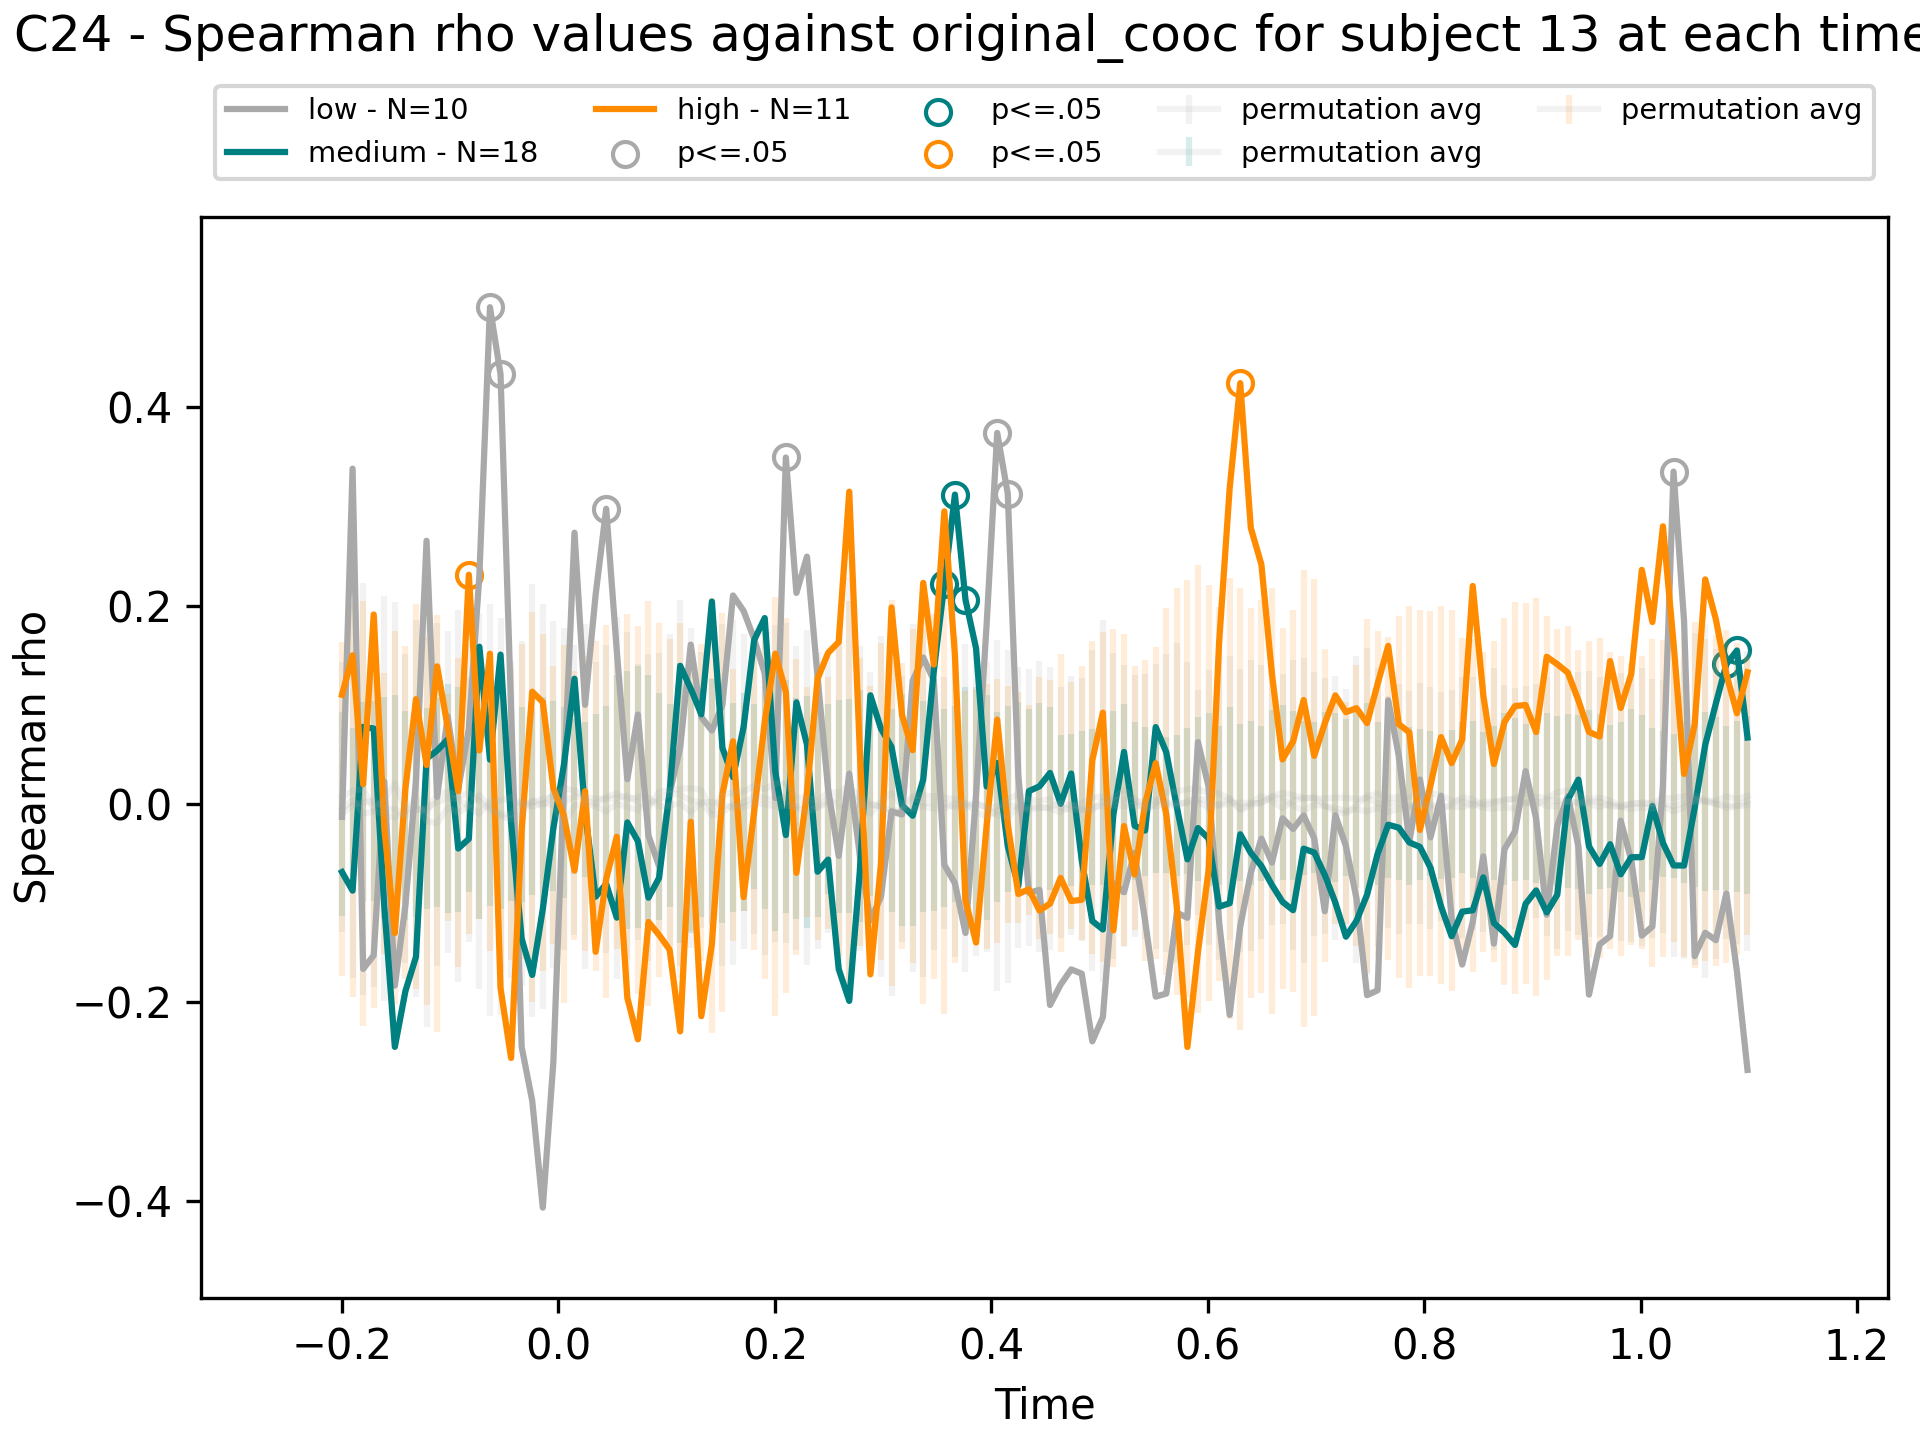 C24 - Spearman rho values against original_cooc for subject 13 at each time
low - N=10
medium - N=18
high - N=11
p<=.05
p<=.05
p<=.05
permutation avg
permutation avg
permutation avg
Spearman rho
0.4
0.2
0.0
−0.2
−0.4
−0.2
0.0
0.2
0.4
0.6
0.8
1.0
1.2
Time